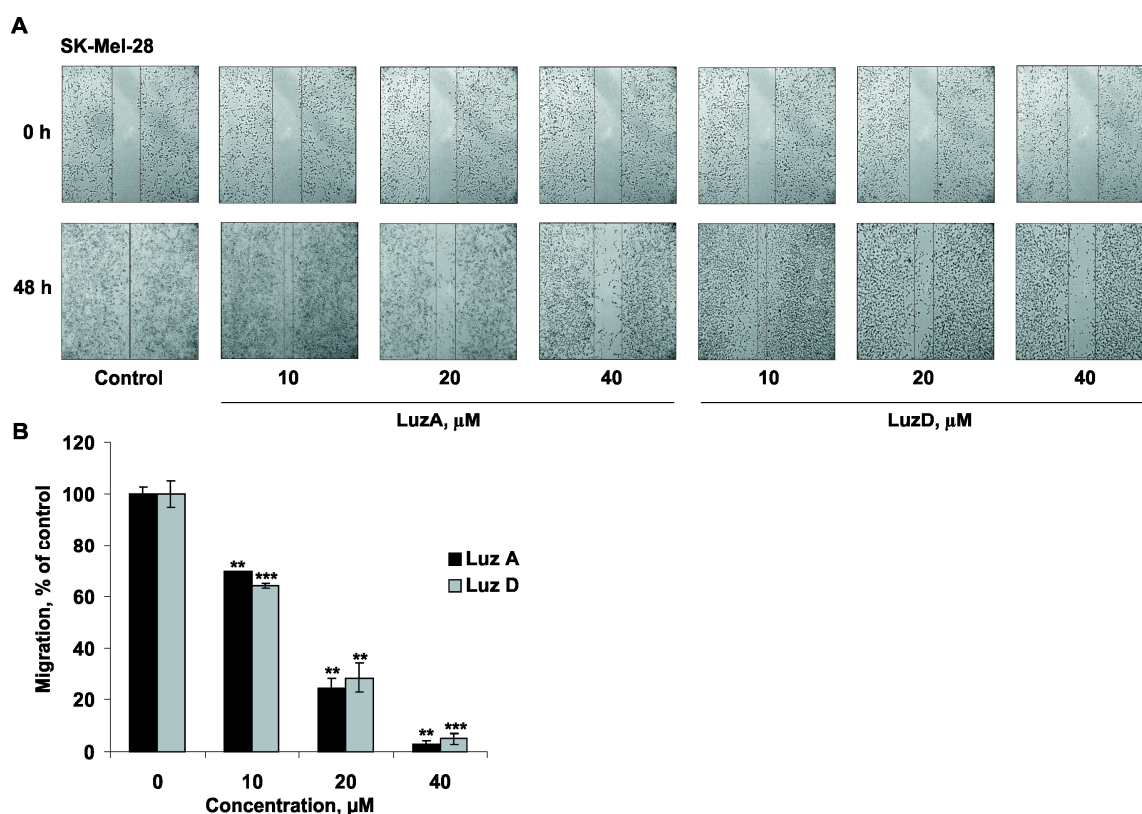 A
SK-Mel-28
0 h
48 h
Control 10 20 40 10 20 40
LuzA, μM LuzD, μM
B
120
100
80
60
40
20
0
Migration, % of control
** ***
** **
** ***
Luz A
Luz D
0 10 20 40
Concentration, μM